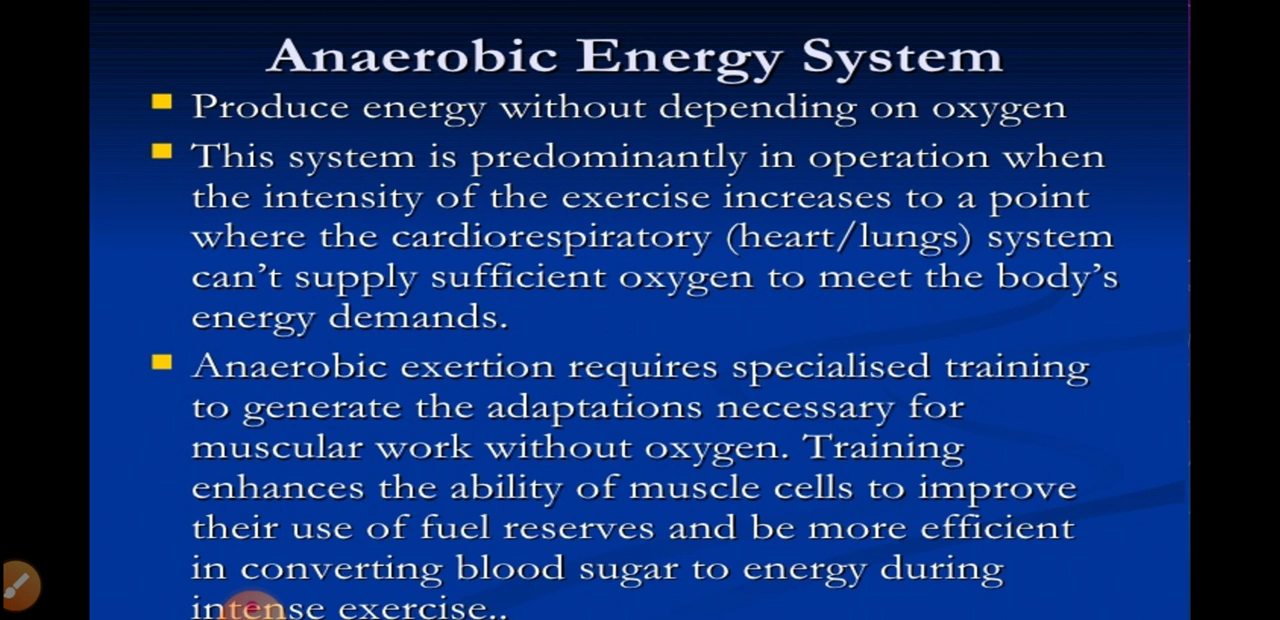 Anaerobic Energy System
Produce energy without depending on oxygen
This system is predominantly in operation when
the intensity of the exercise increases to a point
where the cardiorespiratory (heart/lungs) system
can't supply sufficient oxygen to meet the body's
energy demands.
Anaerobic exertion requires specialised training
to generate the adaptations necessary for
muscular work without oxygen. Training
enhances the ability of muscle cells to improve
their use of fuel reserves and be more efficient
in converting blood sugar to energy during
intense exercise..